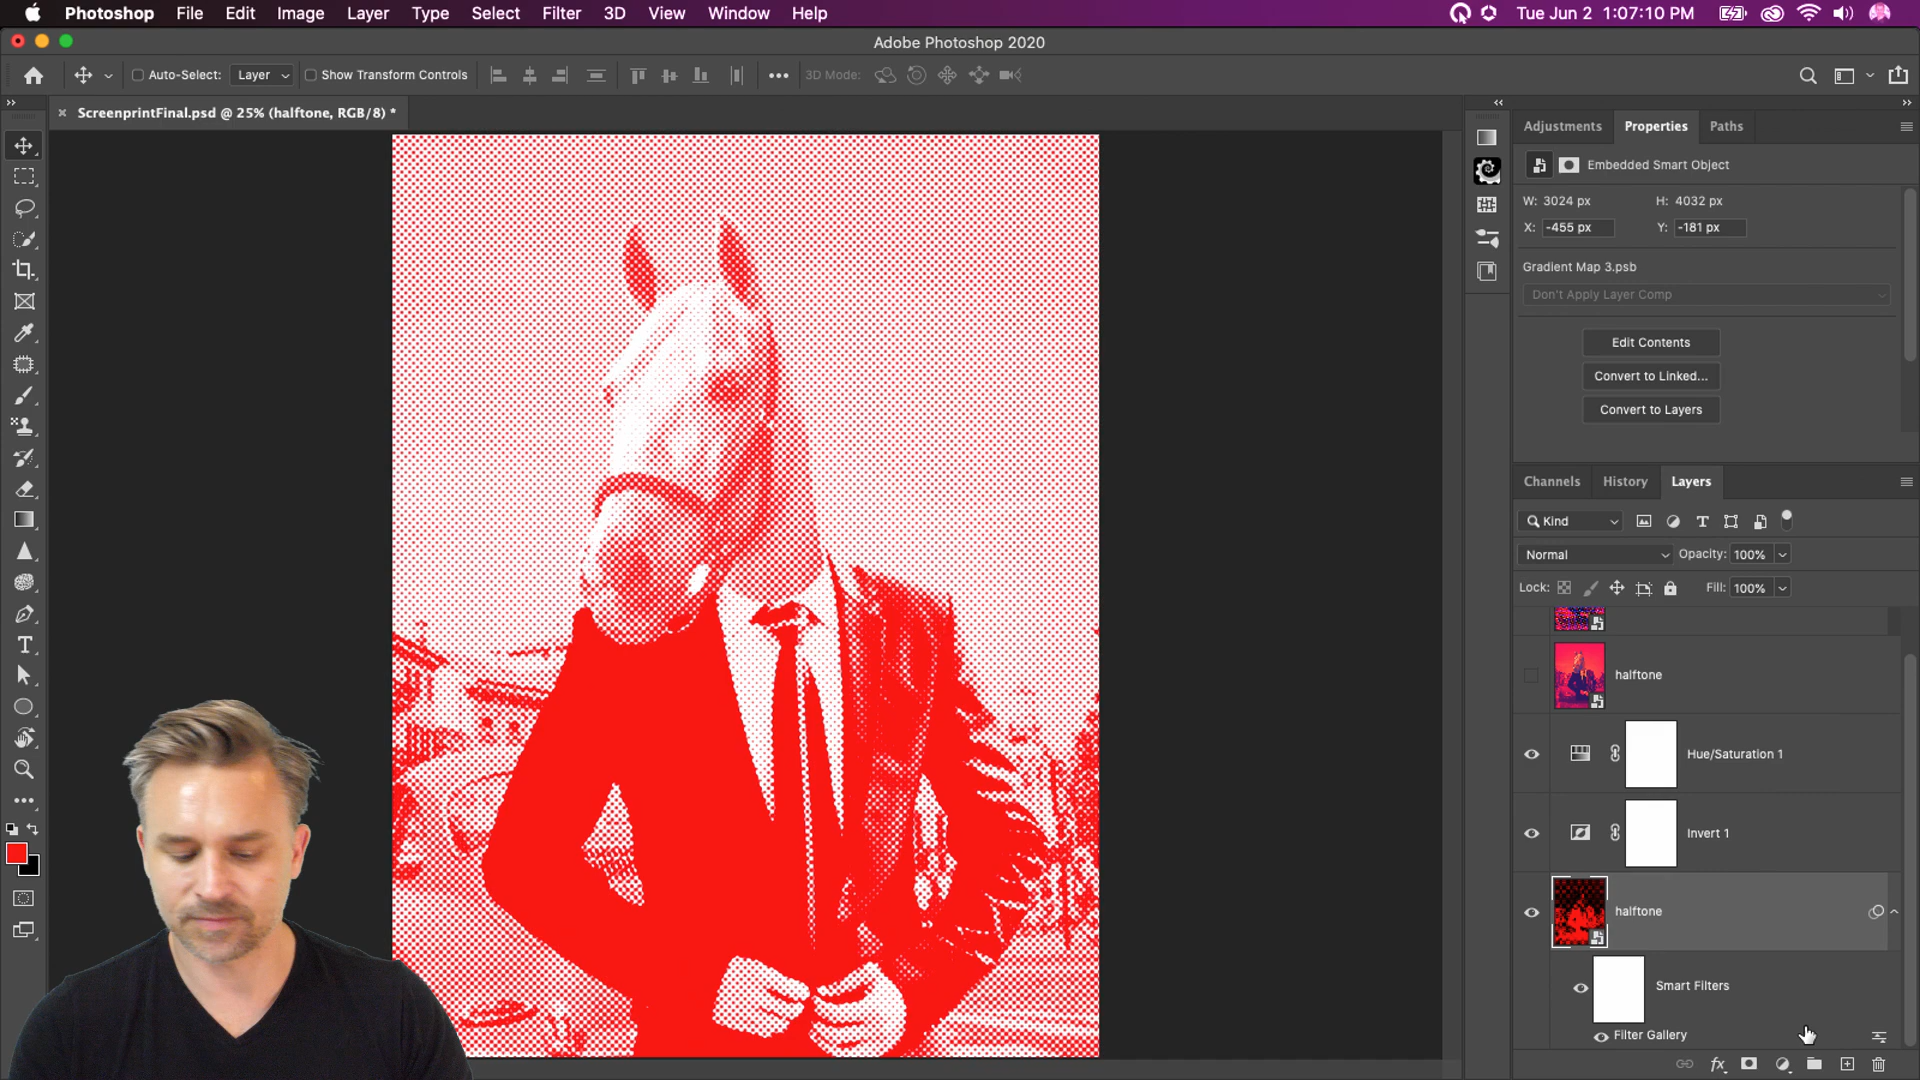 Photoshop File Edit Image Layer Type Select Filter 3D View Window Help Tue Jun 2 1:07:10 PM
Adobe Photoshop 2020
Auto-Select: Layer Show Transform Controls 3D Mode:
ScreenprintFinal.psd @ 25% (halftone, RGB/8) *
Adjustments Properties Paths
Embedded Smart Object
W: 3024 px H: 4032 px
X: -455 px Y: -181 px
Gradient Map 3.psb
Don't Apply Layer Comp
Edit Contents
Convert to Linked...
Convert to Layers
Channels History Layers
Kind
Normal Opacity: 100%
Lock: Fill: 100%
halftone
Hue/Saturation 1
Invert 1
halftone
Smart Filters
Filter Gallery